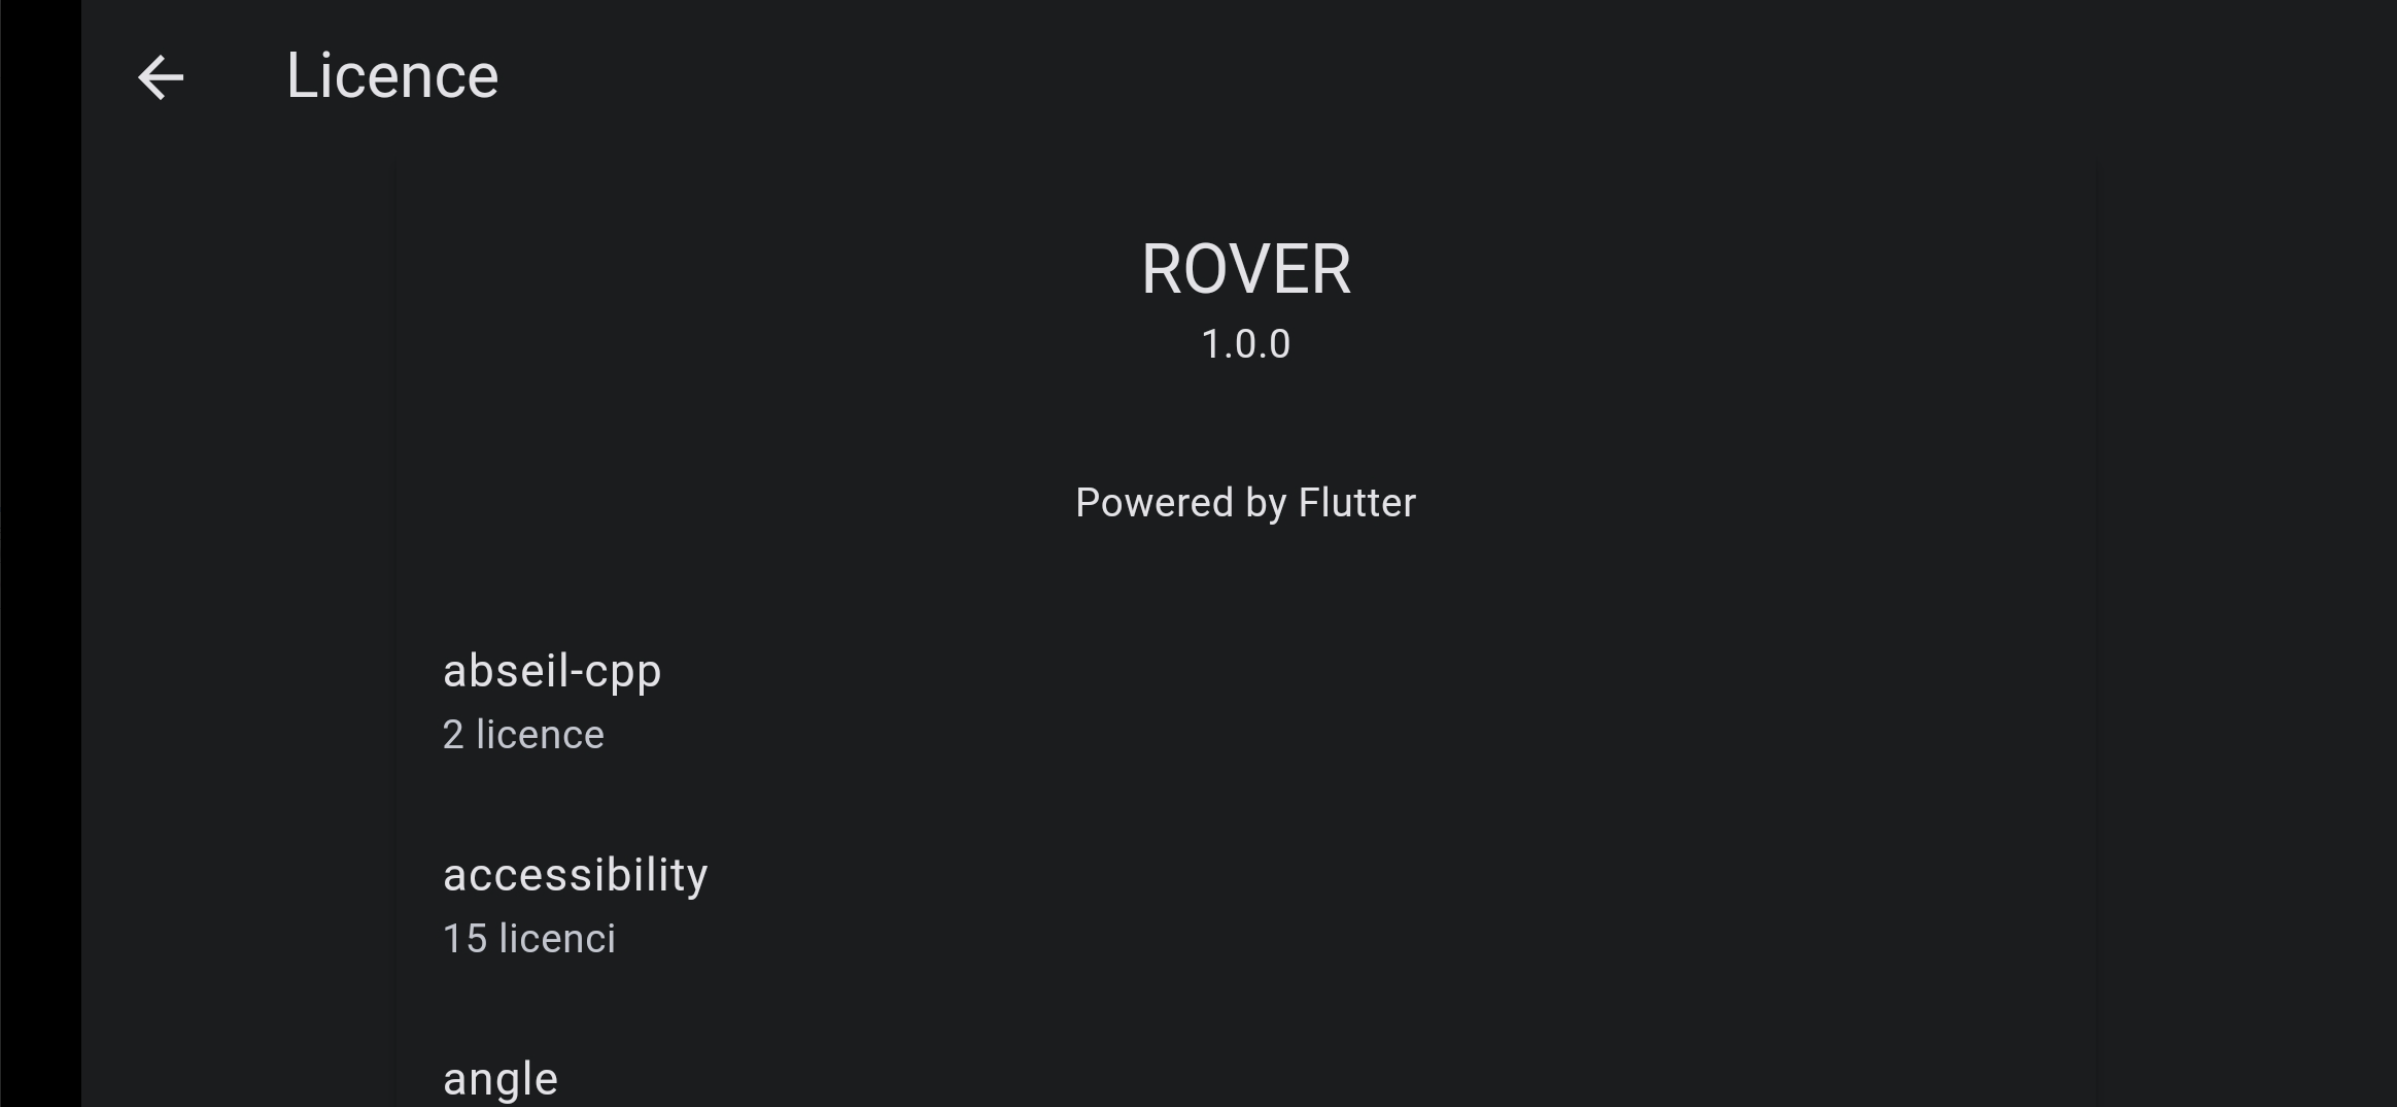 Licence
ROVER
1.0.0
Powered by Flutter
abseil-cpp
2 licence
accessibility
15 licenci
angle